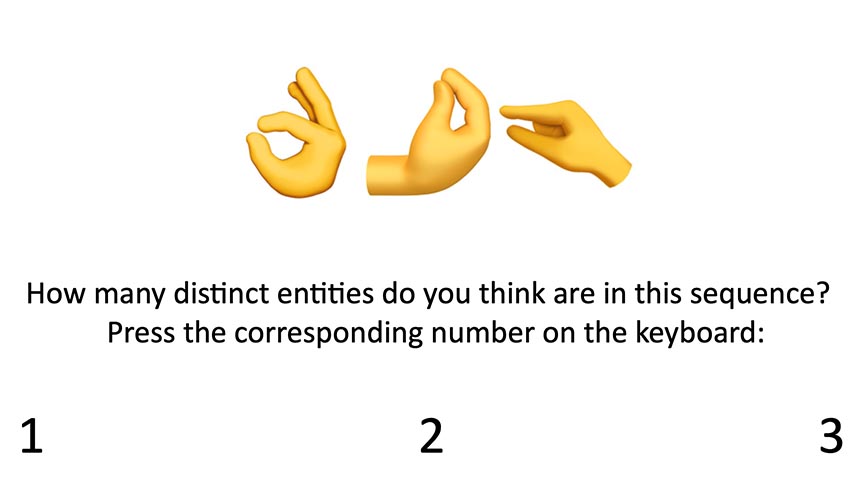 How many distinct entities do you think are in this sequence?
Press the corresponding number on the keyboard:
1 2 3